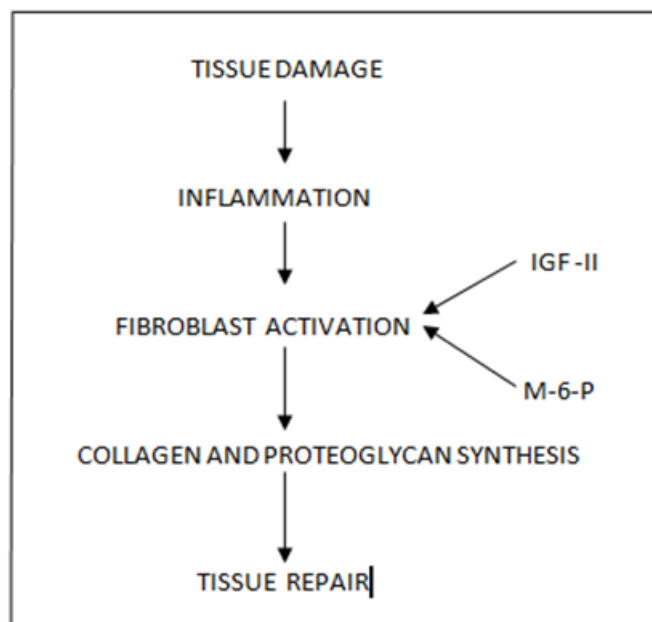 TISSUE DAMAGE
INFLAMMATION
IGF-II
FIBROBLAST ACTIVATION
M-6-P
COLLAGEN AND PROTEOGLYCAN SYNTHESIS
TISSUE REPAIR